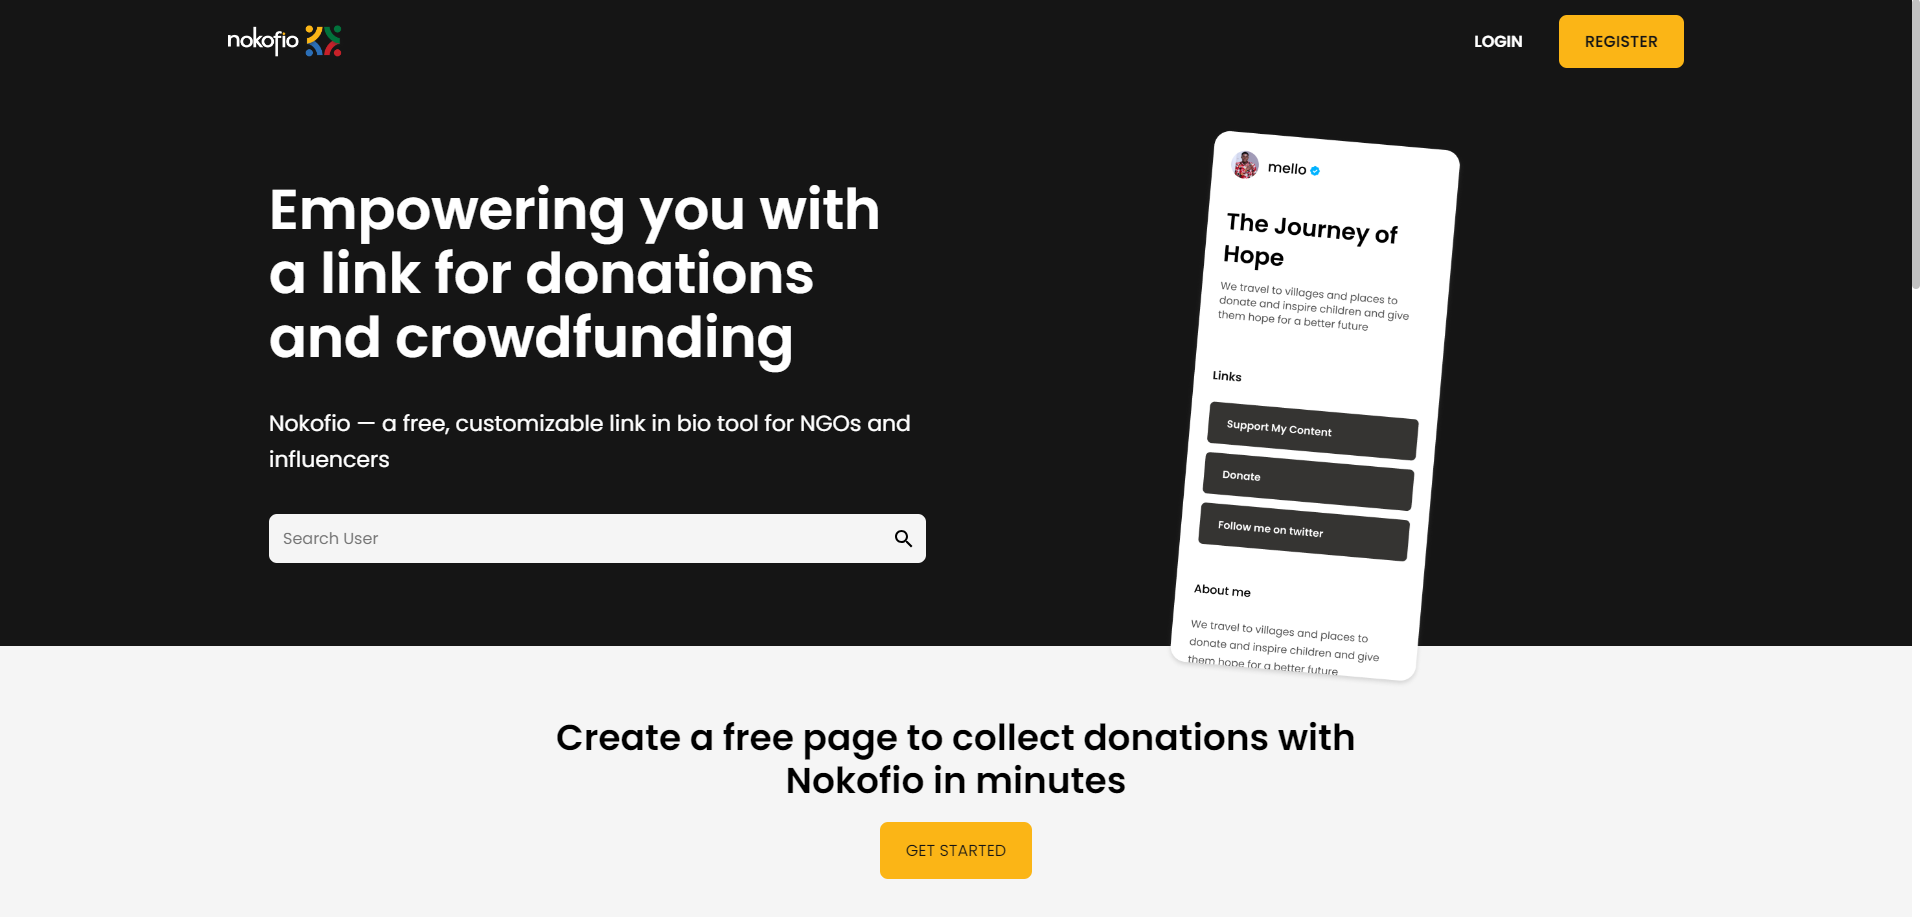 nokofio
LOGIN
REGISTER
Empowering you with
a link for donations
and crowdfunding
Nokofio — a free, customizable link in bio tool for NGOs and
influencers
Search User
mello
The Journey of
Hope
We travel to villages and places to
donate and inspire children and give
them hope for a better future
Links
Support My Content
Donate
Follow me on twitter
About me
We travel to villages and places to
donate and inspire children and give
them hope for a better future
Create a free page to collect donations with
Nokofio in minutes
GET STARTED